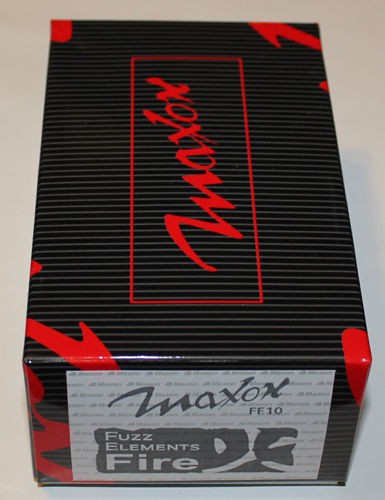 maxon
maxon
FE10
FUZZ
ELEMENTS
Fire